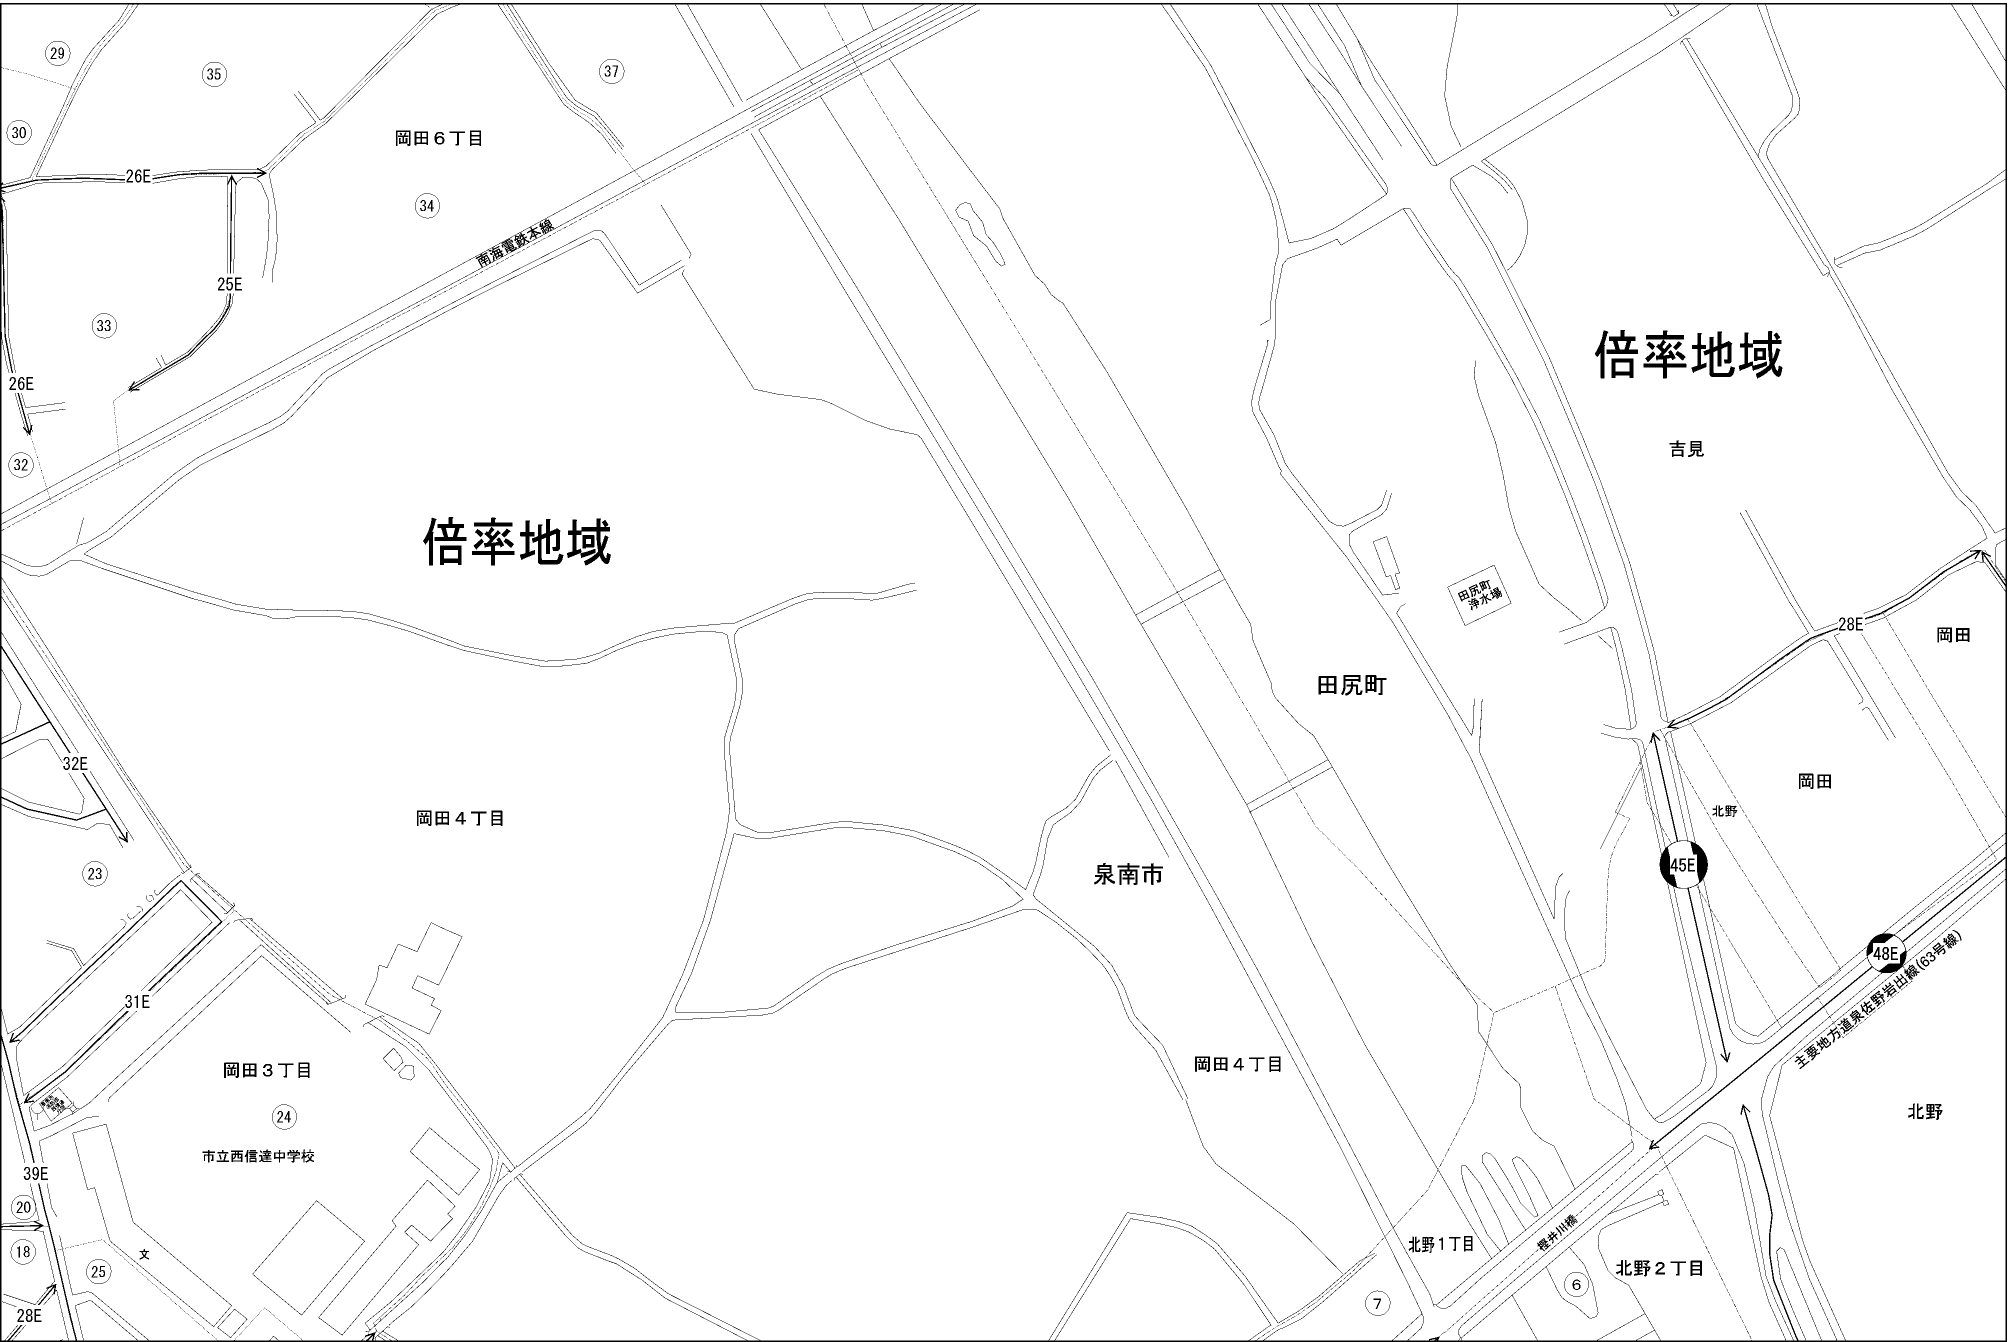 29
35
37
30
岡田６丁目
26E
34
南海電鉄本線
25E
33
倍率地域
26E
吉見
32
倍率地域
田尻町
浄水場
28E
岡田
田尻町
32E
岡田
岡田４丁目
北野
45E
23
泉南市
48E
主要地方道泉佐野岩出線(63号線)
31E
岡田３丁目
岡田４丁目
24
北野
市立西信達中学校
39E
20
18
文
25
樫井川橋
北野１丁目
北野２丁目
6
7
28E